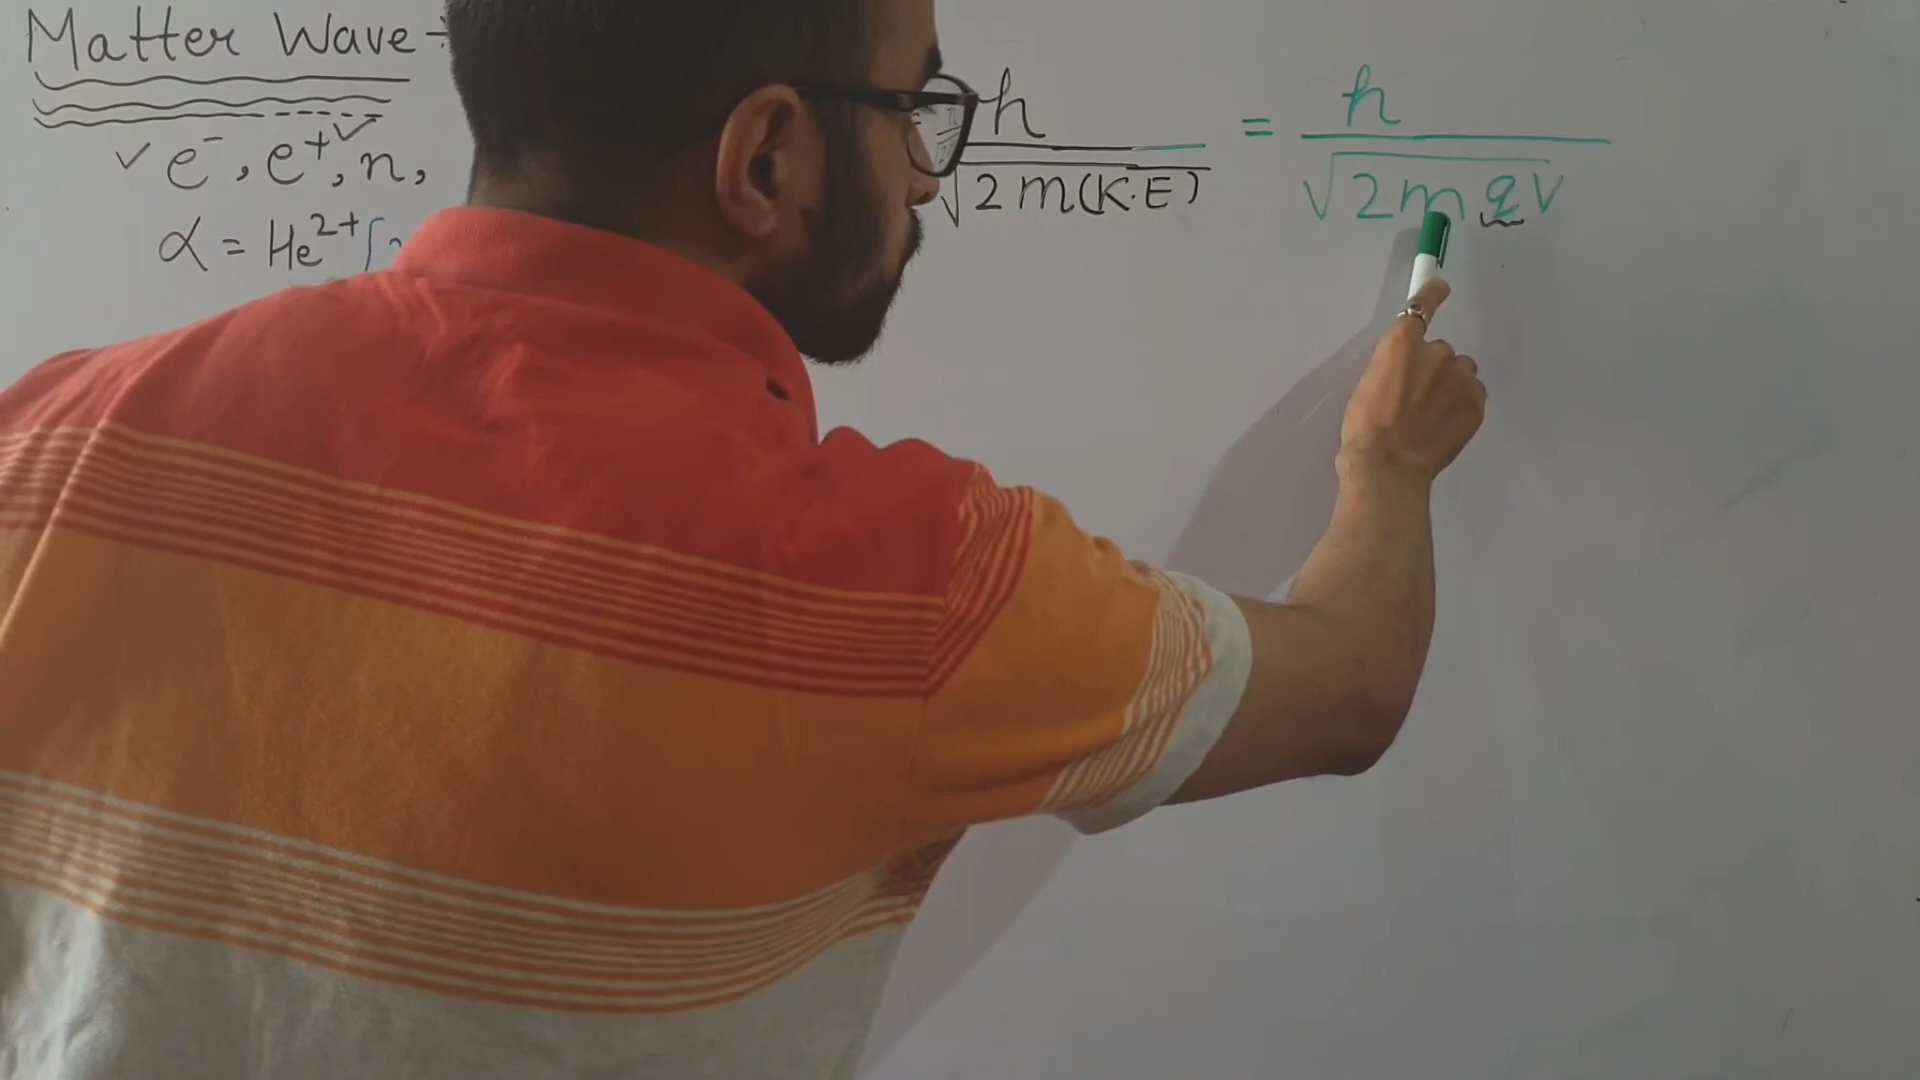 Matter Wave
e⁻, e⁺, n,
α = He²⁺
h / √2m(K.E) = h / √2mqV